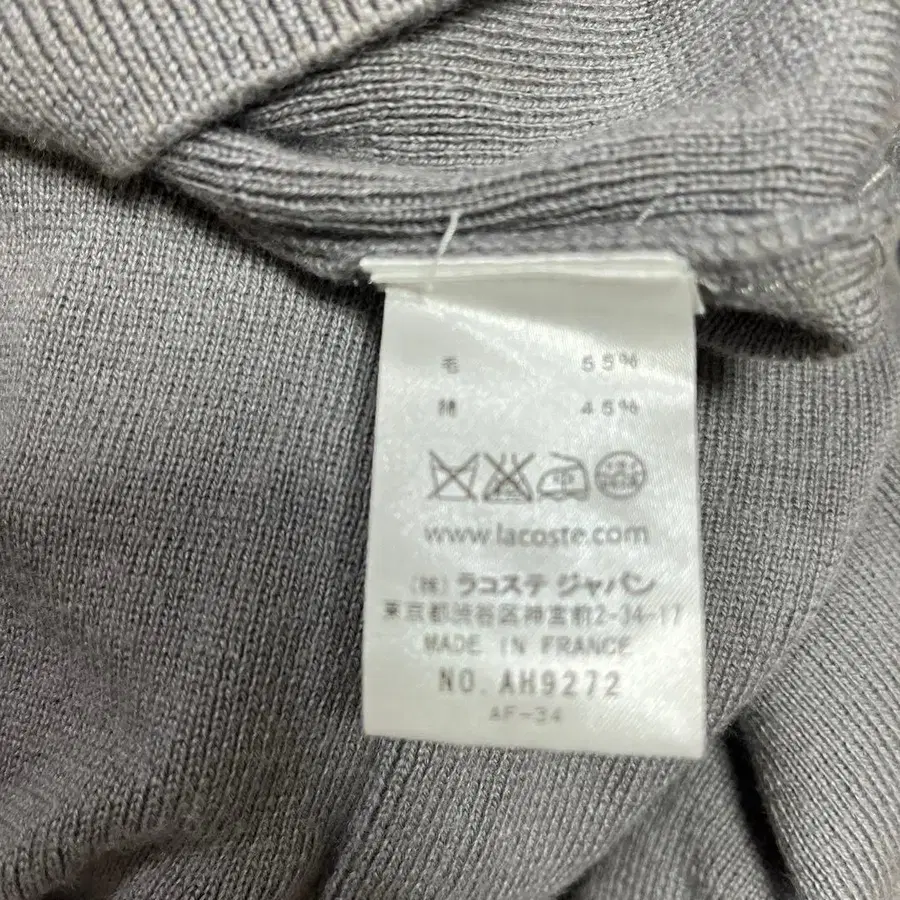 毛 55%
綿 45%
中
www.lacoste.com
(株) ラコステ ジャパン
東京都渋谷区神宮前2-34-17
MADE IN FRANCE
NO. AH9272
AF-34